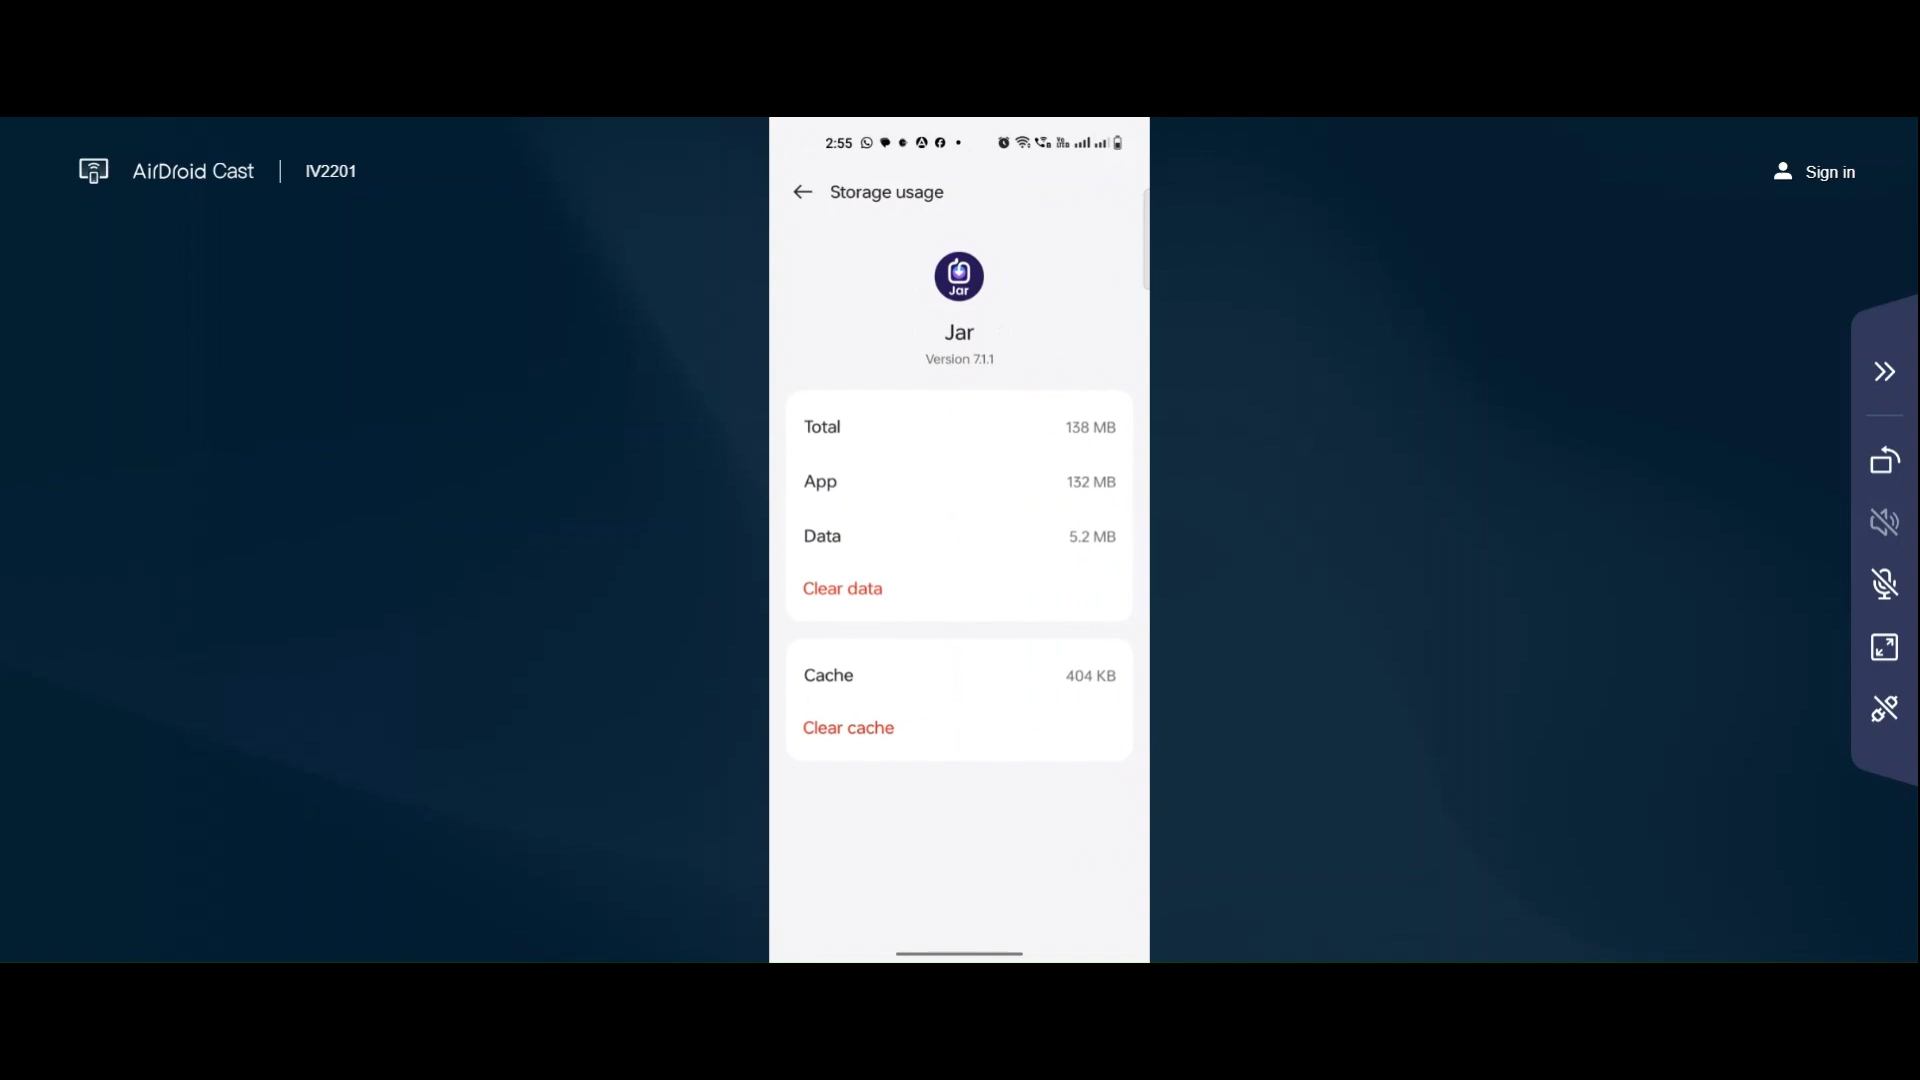 2:55
AirDroid Cast | IV2201
Sign in
Storage usage
Jar
Jar
Version 7.1.1
Total 138 MB
App 132 MB
Data 5.2 MB
Clear data
Cache 404 KB
Clear cache